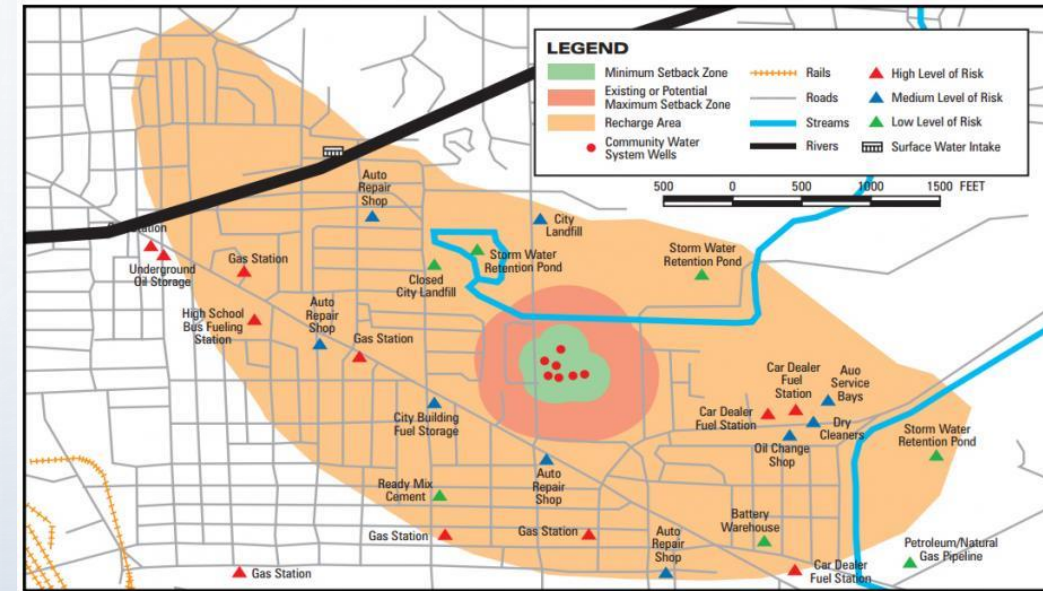 LEGEND
Minimum Setback Zone
Existing or Potential
Maximum Setback Zone
Recharge Area
Community Water
System Wells
Rails
Roads
Streams
Rivers
High Level of Risk
Medium Level of Risk
Low Level of Risk
Surface Water Intake
500 0 500 1000 1500 FEET
Auto
Repair
Shop
City
Landfill
Storm Water
Retention Pond
Storm Water
Retention Pond
Station
Underground
Oil Storage
Gas Station
Closed
City Landfill
High School
Bus Fueling
Station
Auto
Repair
Shop
Gas Station
City Building
Fuel Storage
Car Dealer
Fuel
Station
Auo
Service
Bays
Car Dealer
Fuel Station
Dry
Cleaners
Oil Change
Shop
Storm Water
Retention Pond
Auto
Repair
Shop
Ready Mix
Cement
Gas Station
Gas Station
Auto
Repair
Shop
Battery
Warehouse
Petroleum/Natural
Gas Pipeline
Gas Station
Car Dealer
Fuel Station